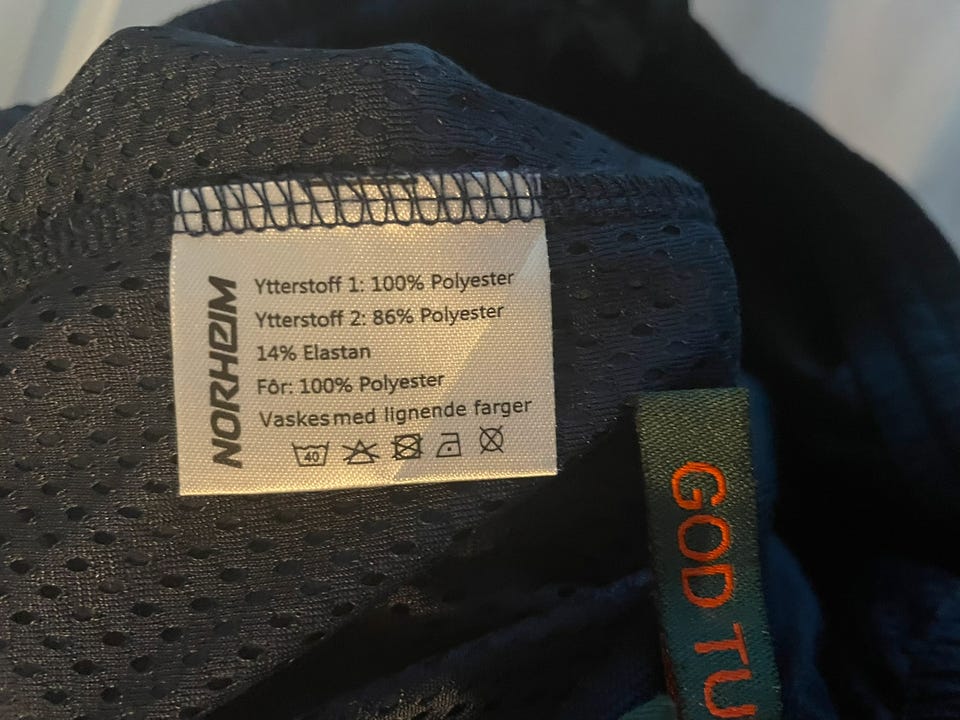 NORHEIM
Ytterstoff 1: 100% Polyester
Ytterstoff 2: 86% Polyester
14% Elastan
Fôr: 100% Polyester
Vaskes med lignende farger
40
GOD TU